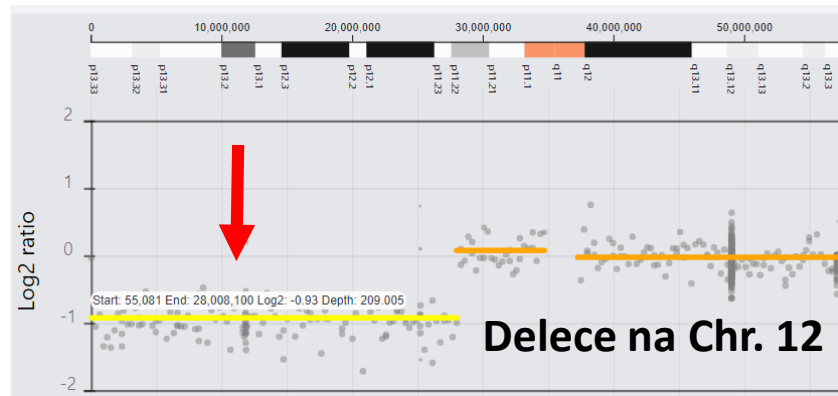 0 10,000,000 20,000,000 30,000,000 40,000,000 50,000,000
p13.33 p13.32 p13.31 p13.2 p13.1 p12.3 p12.2 p12.1 p11.23 p11.22 p11.21 p11.1 q11 q12 q13.11 q13.12 q13.13 q13.2 q13.3
2
1
0
-1
-2
Log2 ratio
Start: 55,081 End: 28,008,100 Log2: -0.93 Depth: 209.005
Delece na Chr. 12